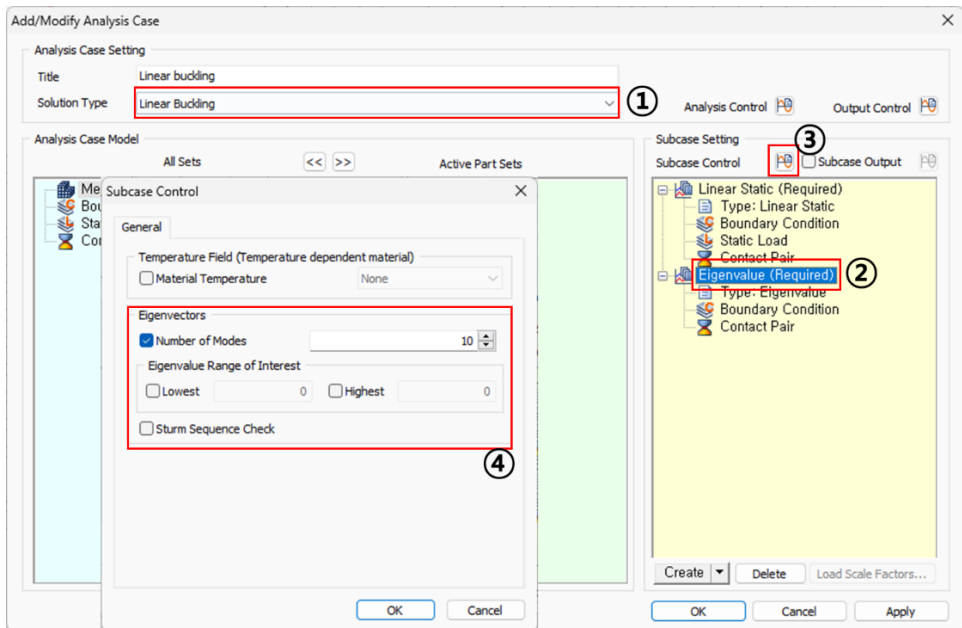 Add/Modify Analysis Case
Analysis Case Setting
Title
Linear buckling
Solution Type
Linear Buckling
①
Analysis Control
Output Control
Analysis Case Model
All Sets
<<
>>
Active Part Sets
Subcase Setting
③
Subcase Control
Subcase Output
Me
Bou
Sta
Co
Subcase Control
General
Temperature Field (Temperature dependent material)
Material Temperature
None
Eigenvectors
Number of Modes
10
Eigenvalue Range of Interest
Lowest
0
Highest
0
Sturm Sequence Check
④
OK
Cancel
Linear Static (Required)
Type: Linear Static
Boundary Condition
Static Load
Contact Pair
Eigenvalue (Required)
②
Type: Eigenvalue
Boundary Condition
Contact Pair
Create
Delete
Load Scale Factors...
OK
Cancel
Apply